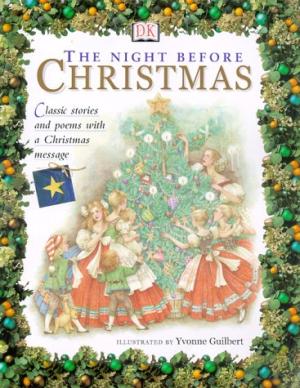 DK
THE NIGHT BEFORE
CHRISTMAS
Classic stories
and poems with
a Christmas
message
ILLUSTRATED BY Yvonne Guilbert